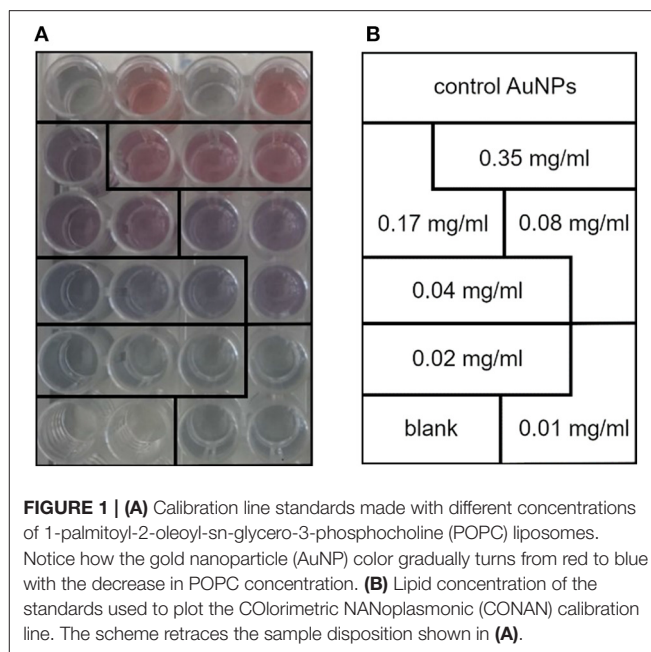 A
B
control AuNPs
0.35 mg/ml
0.17 mg/ml
0.08 mg/ml
0.04 mg/ml
0.02 mg/ml
blank
0.01 mg/ml
FIGURE 1 | (A) Calibration line standards made with different concentrations
of 1-palmitoyl-2-oleoyl-sn-glycero-3-phosphocholine (POPC) liposomes.
Notice how the gold nanoparticle (AuNP) color gradually turns from red to blue
with the decrease in POPC concentration. (B) Lipid concentration of the
standards used to plot the COlorimetric NANoplasmonic (CONAN) calibration
line. The scheme retraces the sample disposition shown in (A).